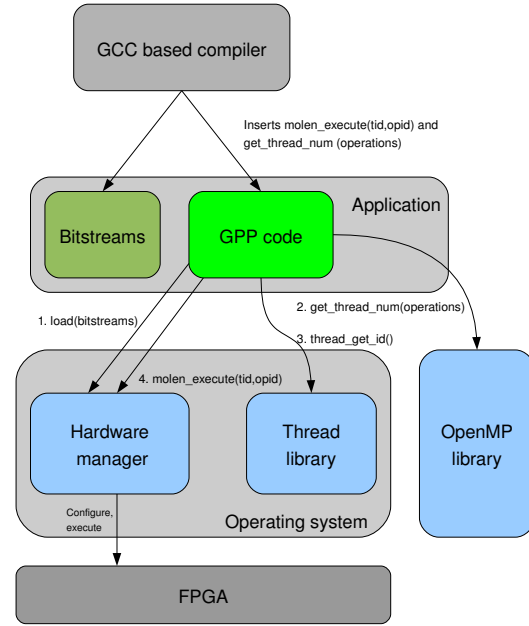 GCC based compiler
Inserts molen_execute(tid,opid) and
get_thread_num (operations)
Application
Bitstreams
GPP code
1. load(bitstreams)
2. get_thread_num(operations)
3. thread_get_id()
4. molen_execute(tid,opid)
Hardware
manager
Thread
library
OpenMP
library
Configure,
execute
Operating system
FPGA